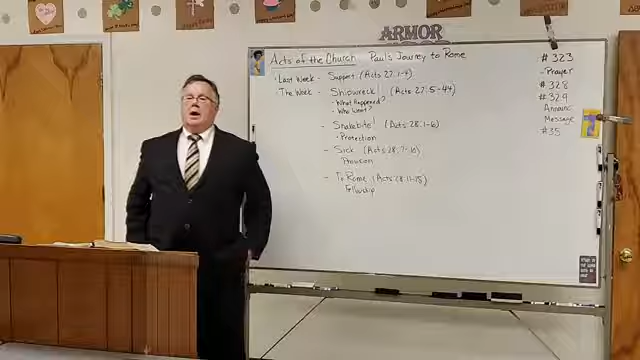 ARMOR
Acts of the Church Paul's Journey to Rome
• Last Week - Support (Acts 27:1-4)
• The Week - Shipwreck! (Acts 27:5-44)
• What Happened?
• Who Went?
- Snakebite! (Acts 28:1-6)
• Protection
- Sick (Acts 28:7-10)
Provision
- To Rome (Acts 28:11-15)
Fellowship
# 323
- Prayer
# 328
# 329
Announc
Message
# 35